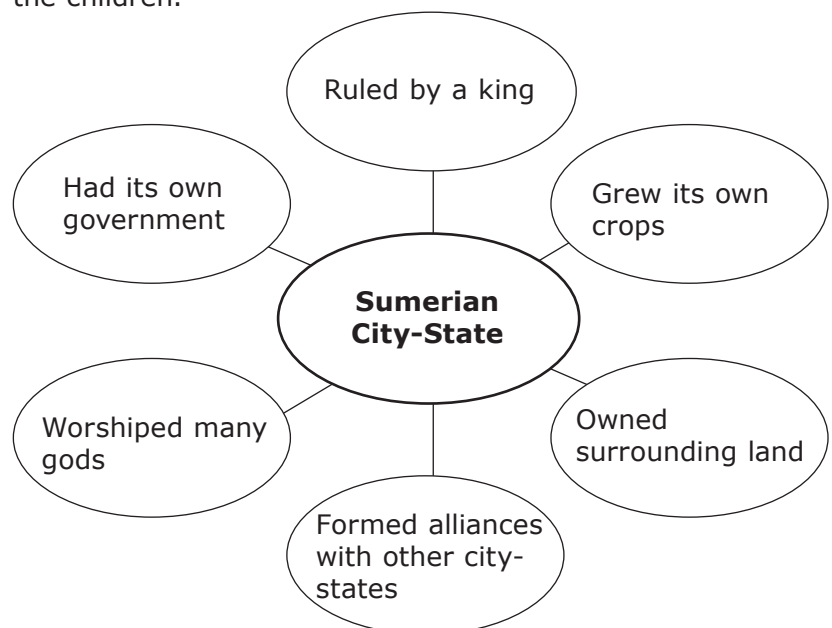 the children.
Ruled by a king
Had its own
government
Grew its own
crops
Sumerian
City-State
Worshiped many
gods
Owned
surrounding land
Formed alliances
with other city-
states